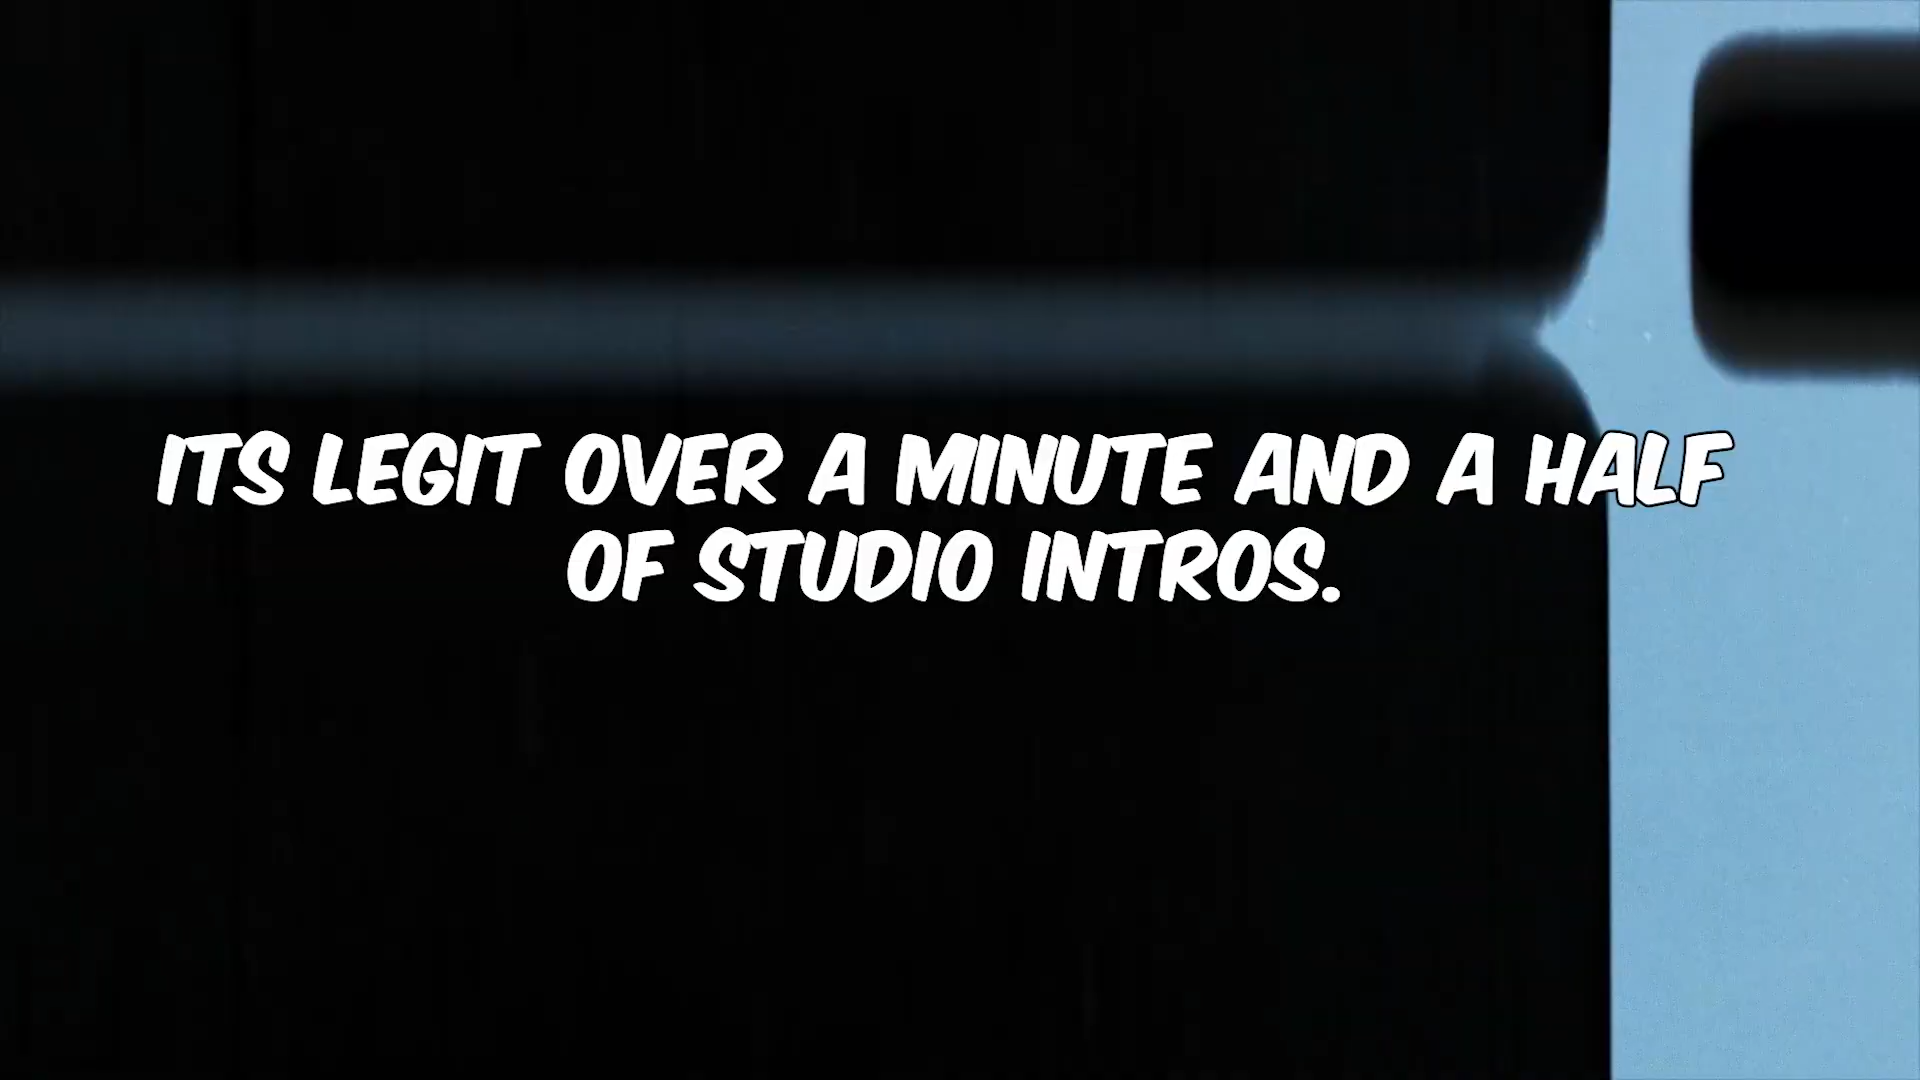 ITS LEGIT OVER A MINUTE AND A HALF
OF STUDIO INTROS.